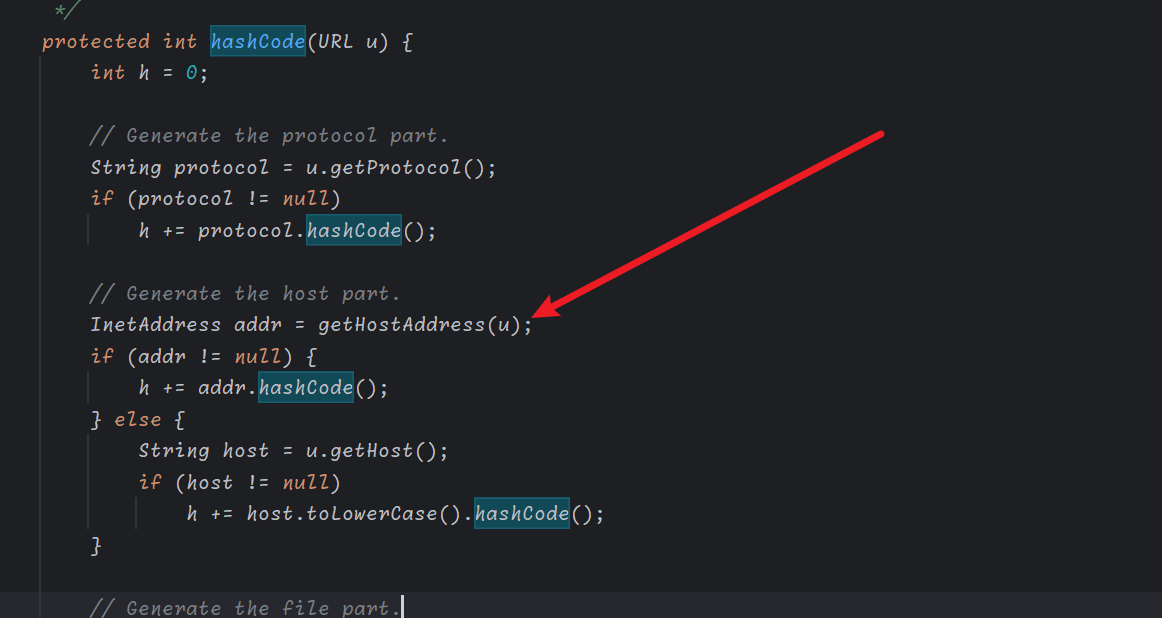 */
protected int hashCode(URL u) {
int h = 0;
// Generate the protocol part.
String protocol = u.getProtocol();
if (protocol != null)
h += protocol.hashCode();
// Generate the host part.
InetAddress addr = getHostAddress(u);
if (addr != null) {
h += addr.hashCode();
} else {
String host = u.getHost();
if (host != null)
h += host.toLowerCase().hashCode();
}
// Generate the file part.